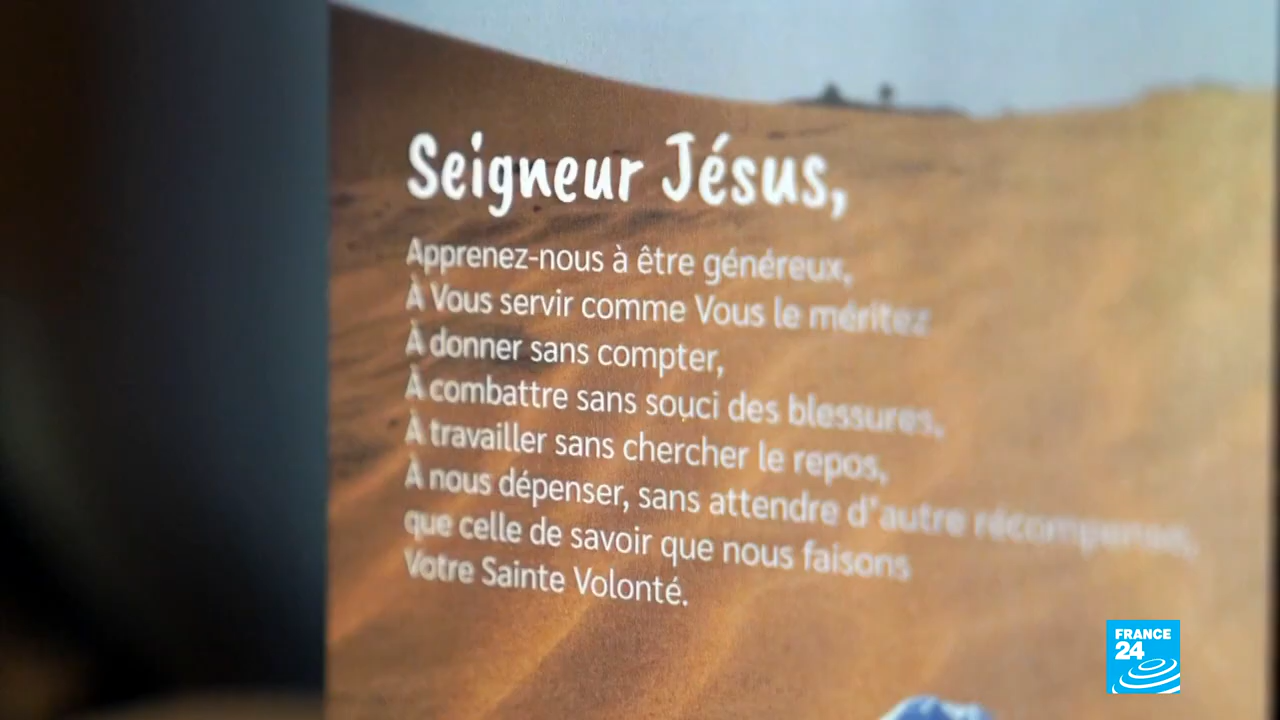 Seigneur Jésus,
Apprenez-nous à être généreux,
À Vous servir comme Vous le méritez
À donner sans compter,
À combattre sans souci des blessures,
À travailler sans chercher le repos,
À nous dépenser, sans attendre d'autre récompense,
que celle de savoir que nous faisons
Votre Sainte Volonté.
FRANCE
24